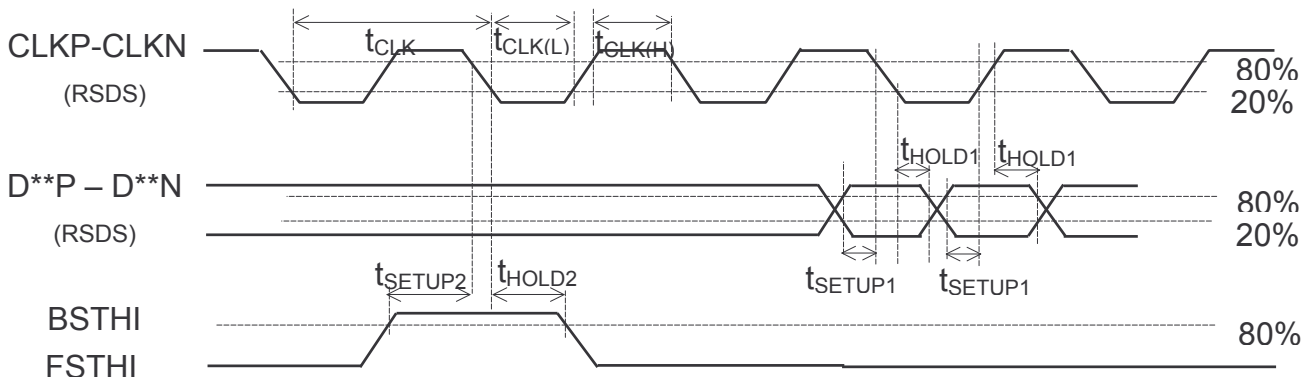 CLKP-CLKN
(RSDS)
tCLK
tCLK(L)
tCLK(H)
80%
20%
D**P – D**N
(RSDS)
tHOLD1
tHOLD1
80%
20%
tSETUP2
tHOLD2
tSETUP1
tSETUP1
BSTHI
FSTHI
80%